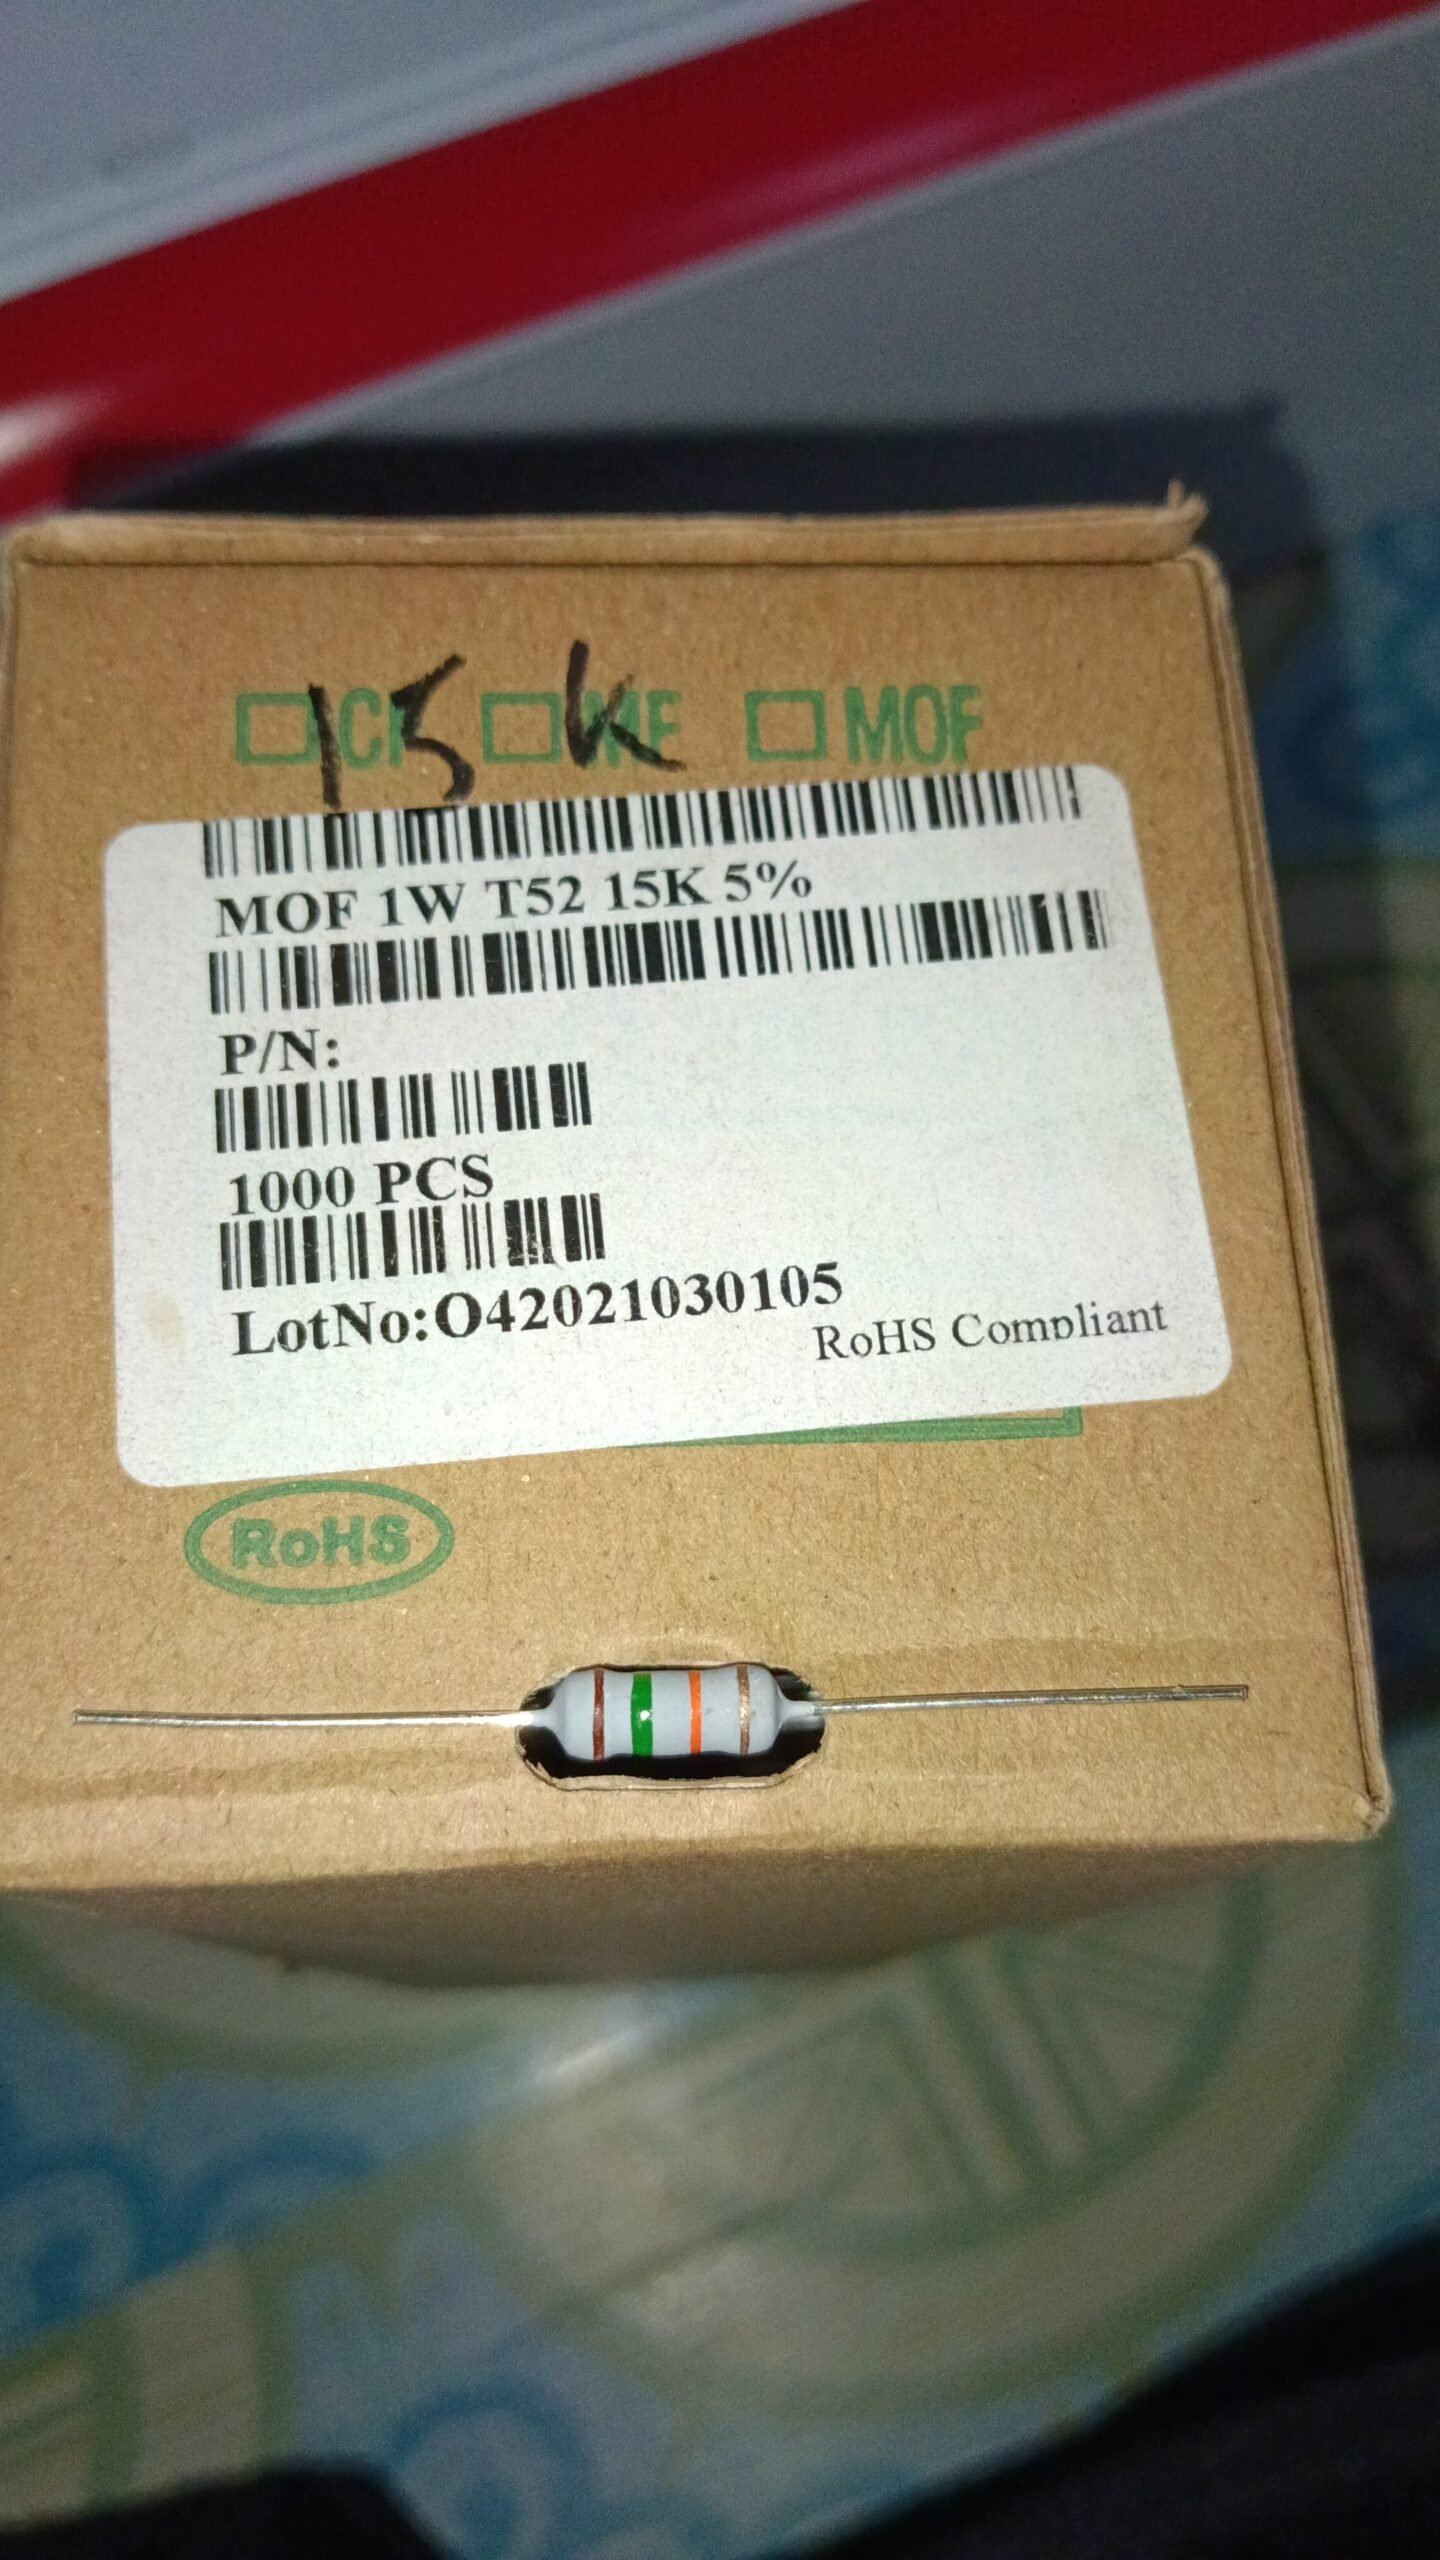 15K
CF MF MOF
MOF 1W T52 15K 5%
P/N:
1000 PCS
LotNo:O42021030105
RoHS Compliant
RoHS